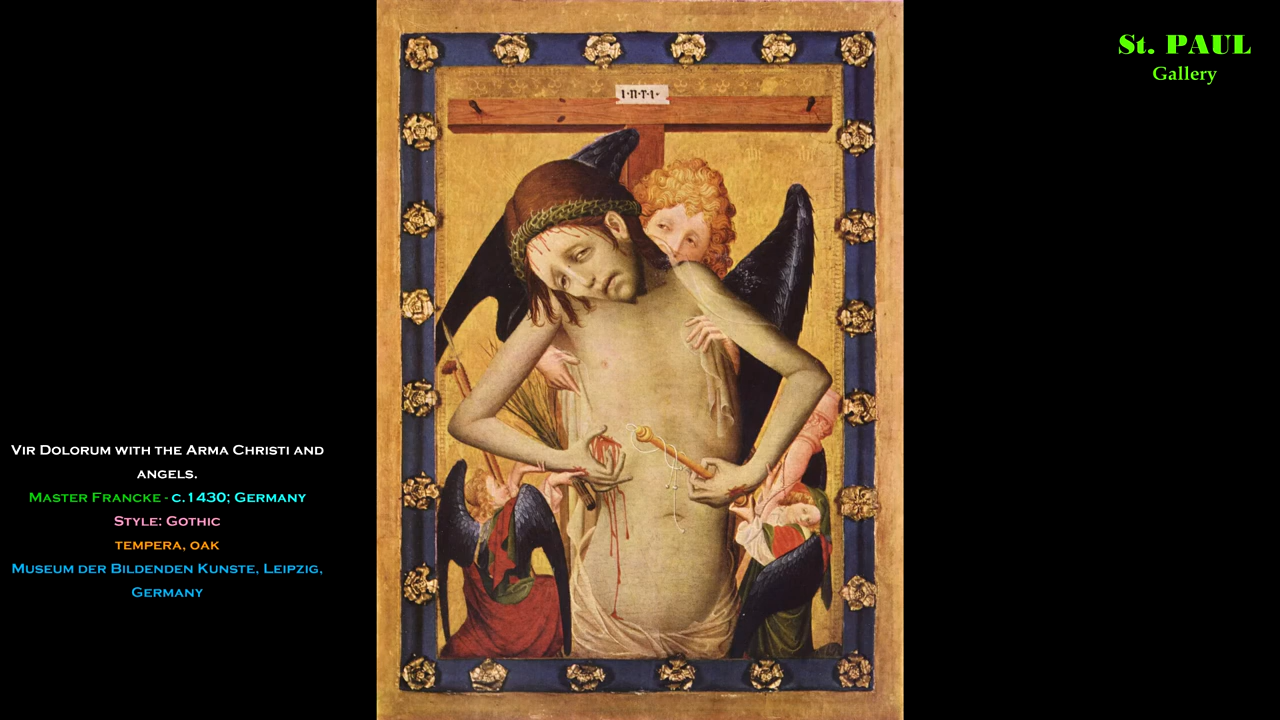 I·N·R·I·
St. PAUL
Gallery
Vir Dolorum with the Arma Christi and
angels.
Master Francke - c.1430; Germany
Style: Gothic
tempera, oak
Museum der Bildenden Kunste, Leipzig,
Germany